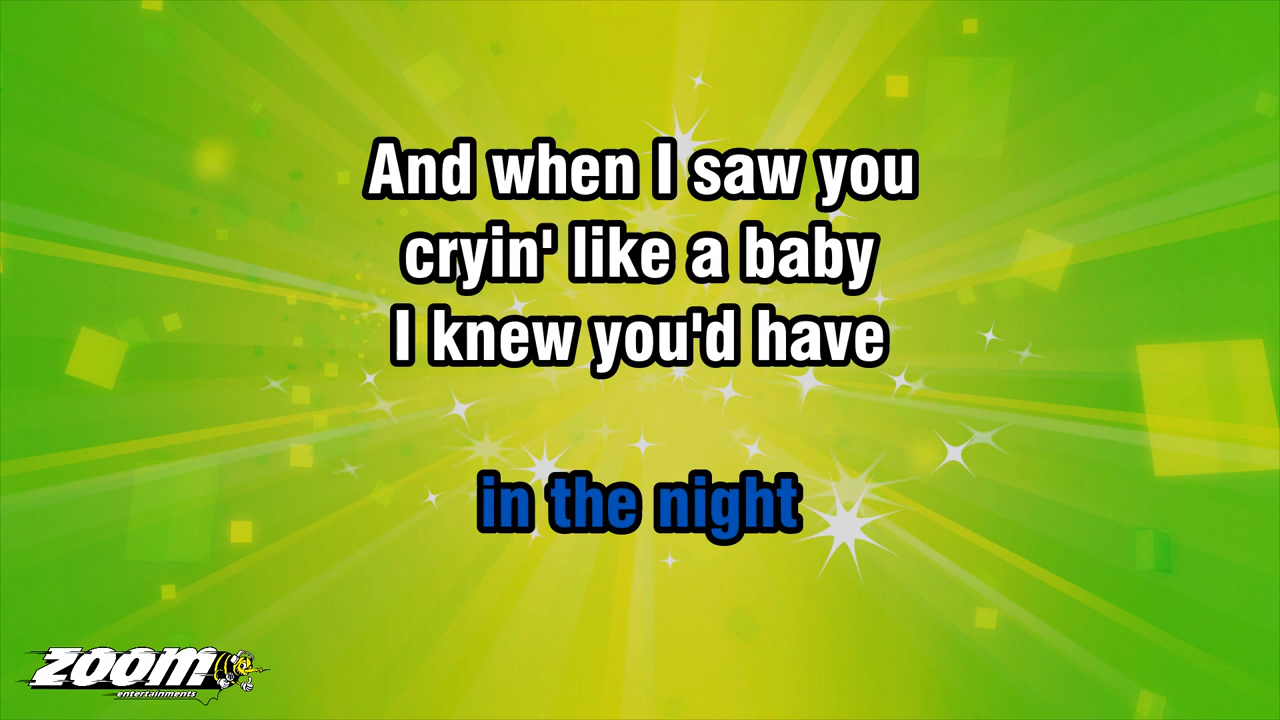 And when I saw you
cryin' like a baby
I knew you'd have
in the night
zoom
entertainments